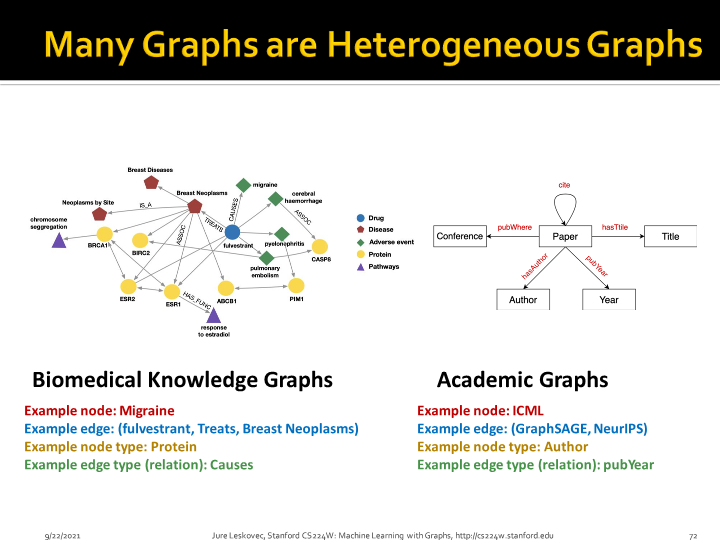 Many Graphs are Heterogeneous Graphs
Breast Diseases
migraine
Breast Neoplasms
cerebral
haemorrhage
Neoplasms by Site
IS_A
CAUSES
ASSOC
chromosome
seggregation
TREATS
ASSOC
BRCA1
BIRC2
fulvestrant
pyelonephritis
CASP8
pulmonary
embolism
ESR2
ESR1
HAS_FUNC
ABCB1
PIM1
response
to estradiol
Drug
Disease
Adverse event
Protein
Pathways
cite
Conference
pubWhere
Paper
hasTtile
Title
hasAuthor
pubYear
Author
Year
Biomedical Knowledge Graphs
Example node: Migraine
Example edge: (fulvestrant, Treats, Breast Neoplasms)
Example node type: Protein
Example edge type (relation): Causes
Academic Graphs
Example node: ICML
Example edge: (GraphSAGE, NeurIPS)
Example node type: Author
Example edge type (relation): pubYear
9/22/2021
Jure Leskovec, Stanford CS224W: Machine Learning with Graphs, http://cs224w.stanford.edu
72